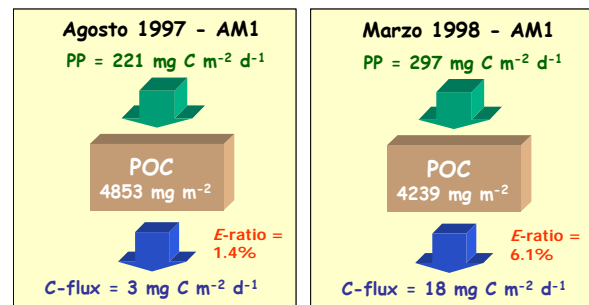 Agosto 1997 - AM1
PP = 221 mg C m⁻² d⁻¹
POC
4853 mg m⁻²
E-ratio =
1.4%
C-flux = 3 mg C m⁻² d⁻¹
Marzo 1998 - AM1
PP = 297 mg C m⁻² d⁻¹
POC
4239 mg m⁻²
E-ratio =
6.1%
C-flux = 18 mg C m⁻² d⁻¹